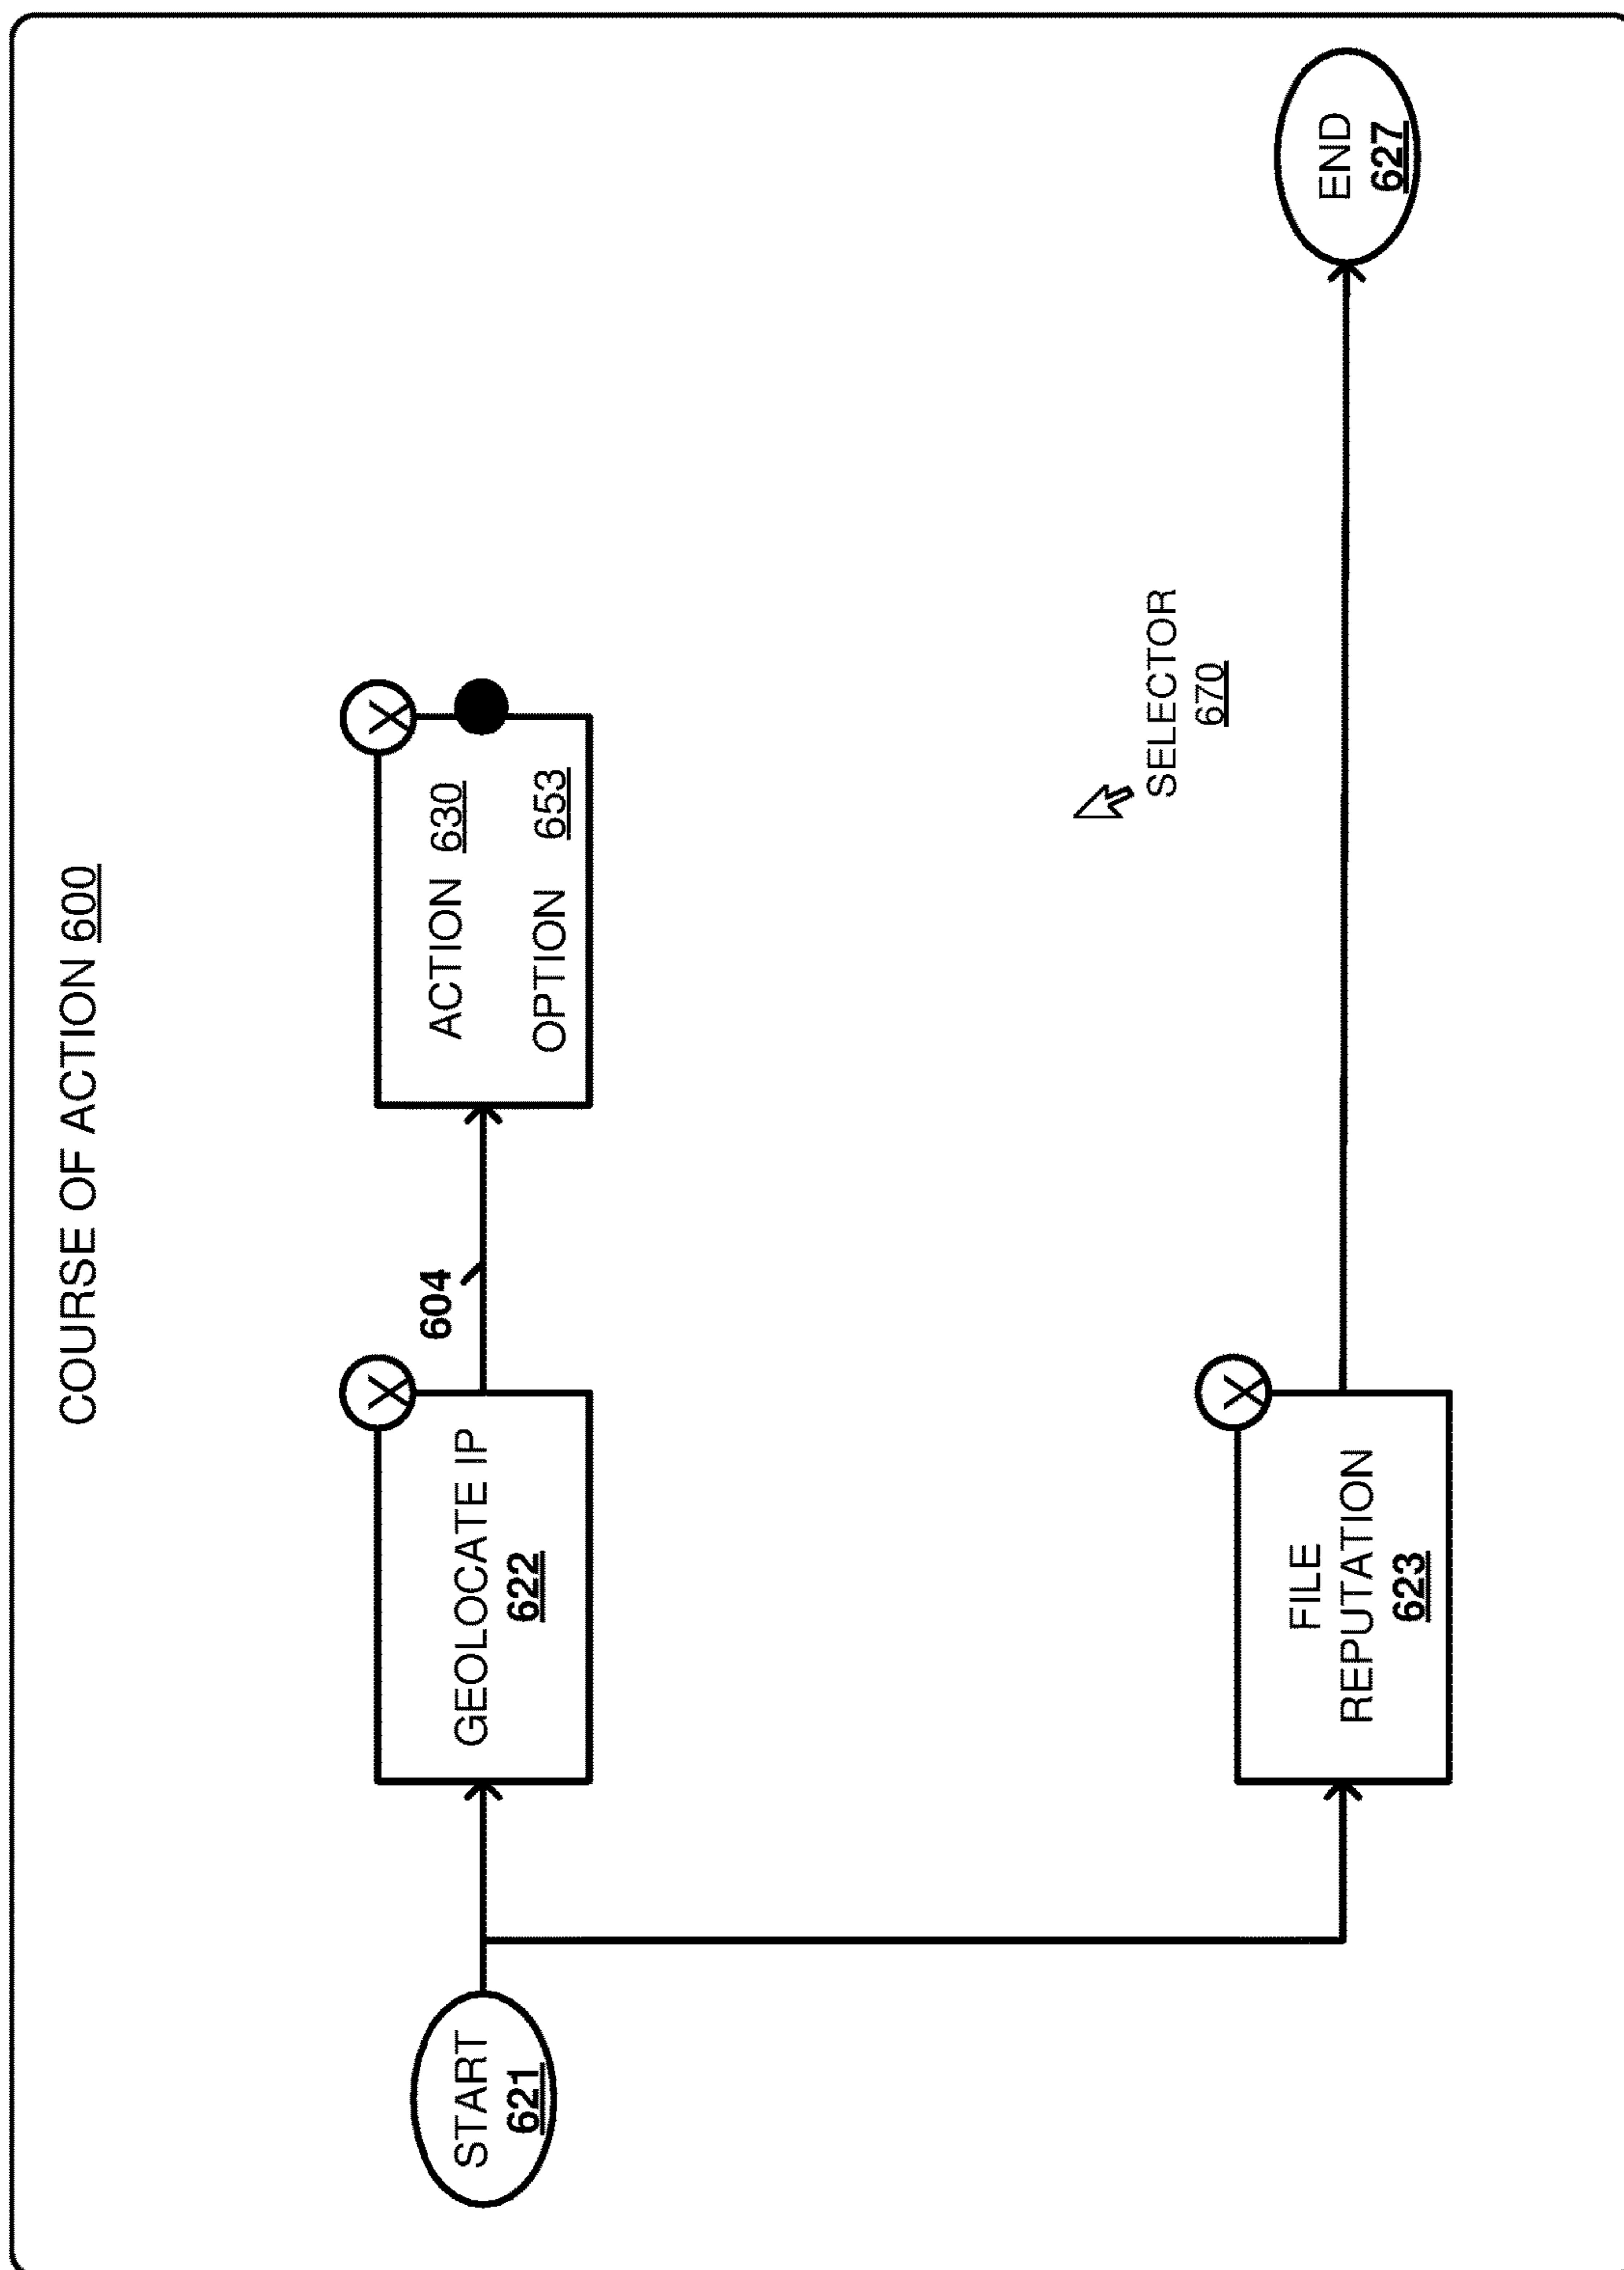 COURSE OF ACTION 600
START
621
GEOLOCATE IP
622
X
604
ACTION 630
OPTION 653
X
FILE
REPUTATION
623
X
SELECTOR
670
END
627